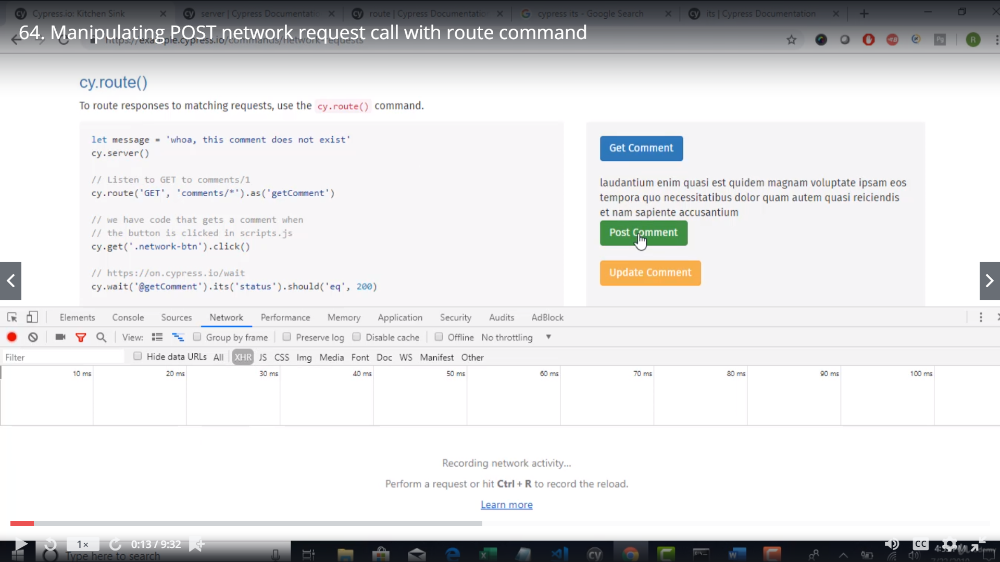 Cypress.io: Kitchen Sink
server | Cypress Documentatio
route | Cypress Documentatio
cypress its - Google Search
its | Cypress Documentation
64. Manipulating POST network request call with route command
https://example.cypress.io/commands/network-requests
Pg
R
cy.route()
To route responses to matching requests, use the cy.route() command.
let message = 'whoa, this comment does not exist'
cy.server()
// Listen to GET to comments/1
cy.route('GET', 'comments/*').as('getComment')
// we have code that gets a comment when
// the button is clicked in scripts.js
cy.get('.network-btn').click()
// https://on.cypress.io/wait
cy.wait('@getComment').its('status').should('eq', 200)
Get Comment
laudantium enim quasi est quidem magnam voluptate ipsam eos
tempora quo necessitatibus dolor quam autem quasi reiciendis
et nam sapiente accusantium
Post Comment
Update Comment
Elements Console Sources Network Performance Memory Application Security Audits AdBlock
View: Group by frame Preserve log Disable cache Offline No throttling
Filter Hide data URLs All XHR JS CSS Img Media Font Doc WS Manifest Other
10 ms 20 ms 30 ms 40 ms 50 ms 60 ms 70 ms 80 ms 90 ms 100 ms
Recording network activity...
Perform a request or hit Ctrl + R to record the reload.
Learn more
1× 0:13 / 9:32 CC
Type here to search